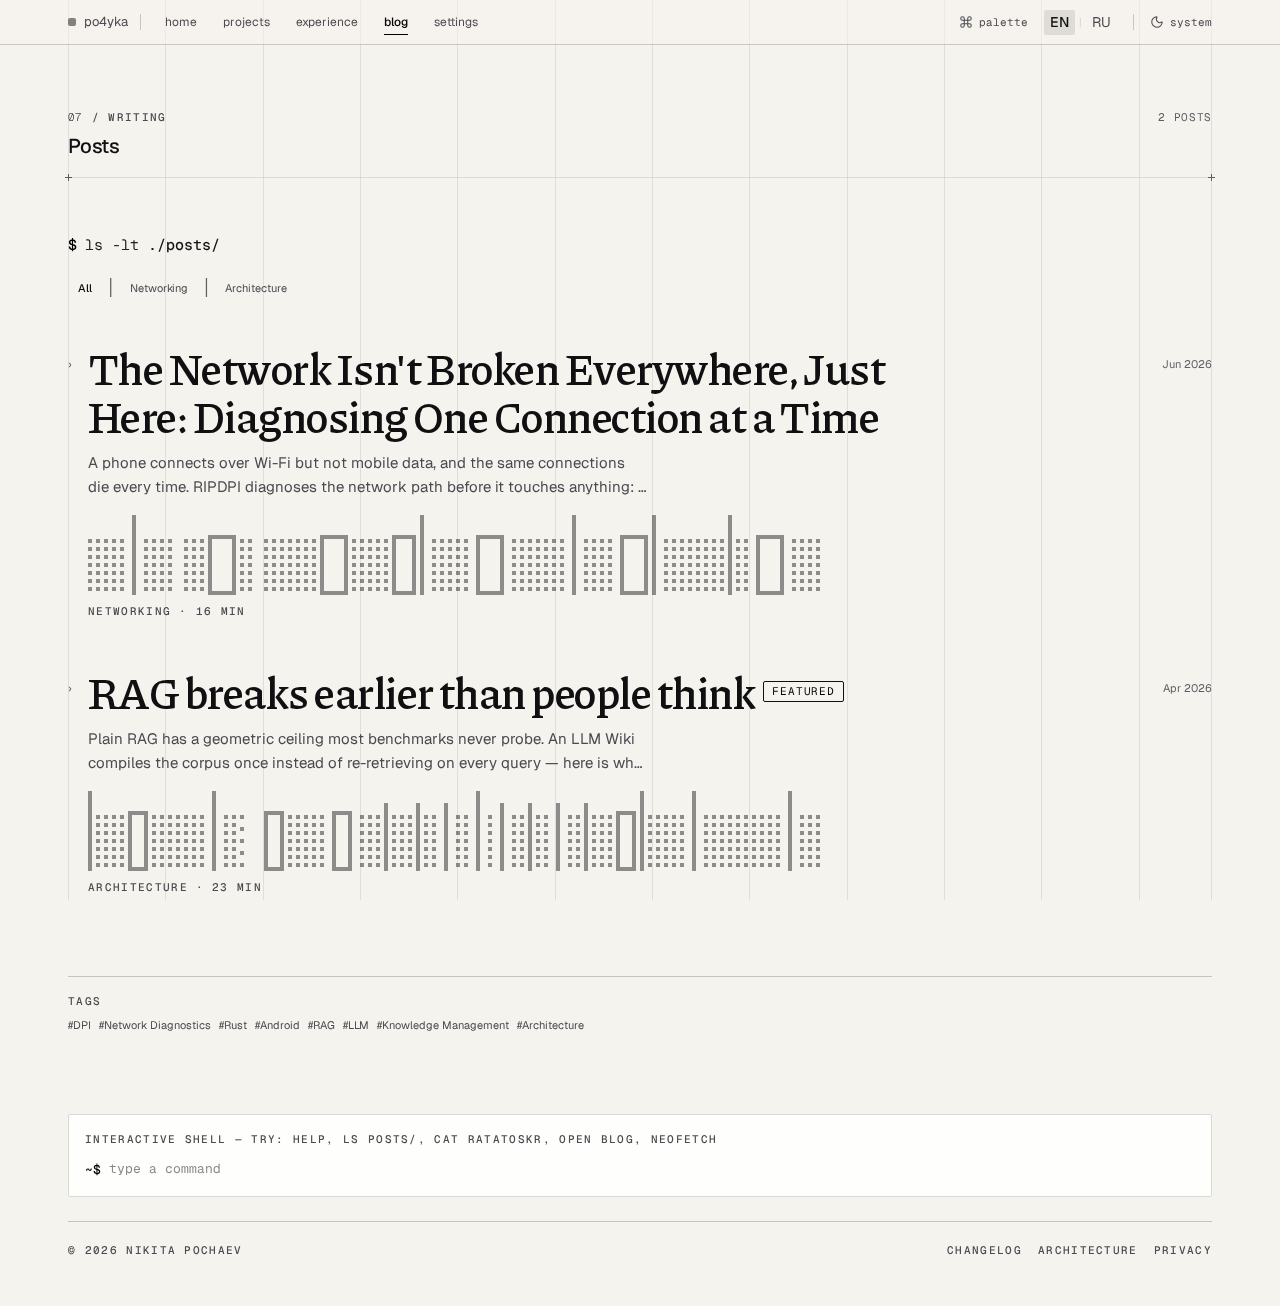 po4yka
home projects experience blog settings
⌘ palette EN RU system
07 / WRITING
2 POSTS
Posts
$ ls -lt ./posts/
All Networking Architecture
› The Network Isn't Broken Everywhere, Just
Here: Diagnosing One Connection at a Time
Jun 2026
A phone connects over Wi-Fi but not mobile data, and the same connections
die every time. RIPDPI diagnoses the network path before it touches anything: …
NETWORKING · 16 MIN
› RAG breaks earlier than people think FEATURED
Apr 2026
Plain RAG has a geometric ceiling most benchmarks never probe. An LLM Wiki
compiles the corpus once instead of re-retrieving on every query — here is wh…
ARCHITECTURE · 23 MIN
TAGS
#DPI #Network Diagnostics #Rust #Android #RAG #LLM #Knowledge Management #Architecture
INTERACTIVE SHELL — TRY: HELP, LS POSTS/, CAT RATATOSKR, OPEN BLOG, NEOFETCH
~$ type a command
© 2026 NIKITA POCHAEV
CHANGELOG ARCHITECTURE PRIVACY